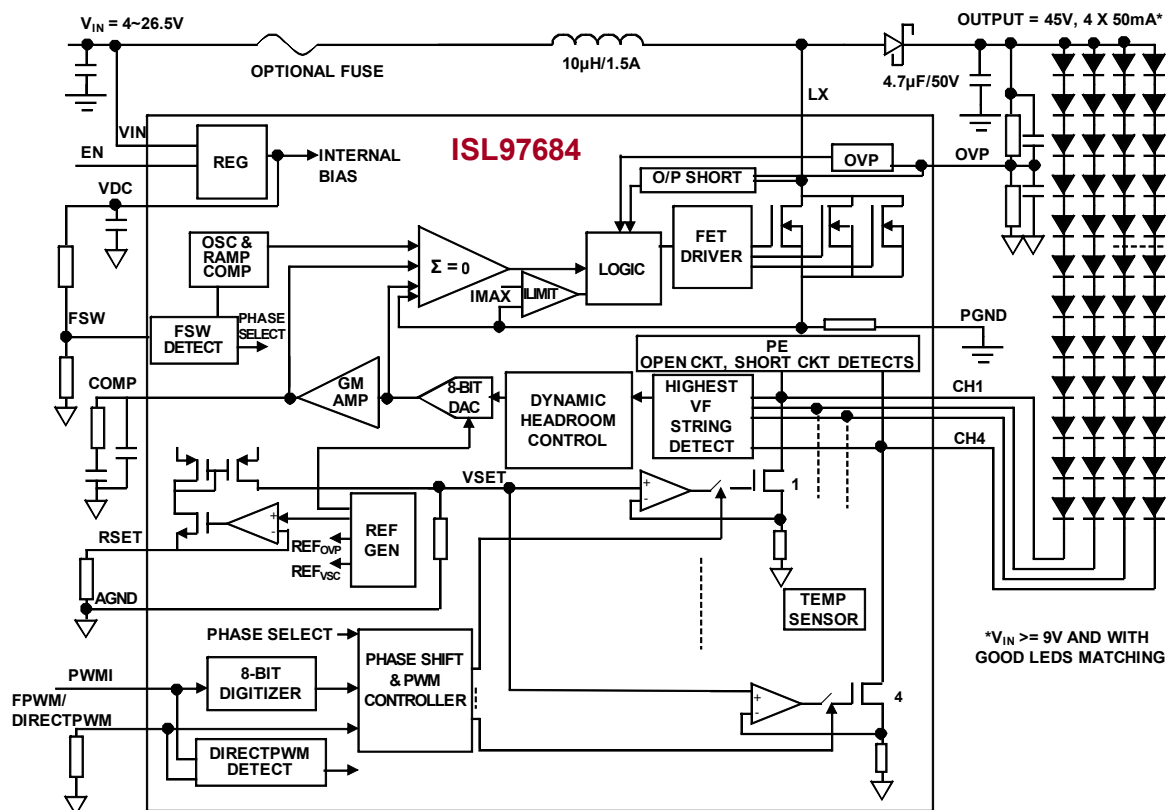 V_IN = 4~26.5V
OUTPUT = 45V, 4 X 50mA*
OPTIONAL FUSE
10µH/1.5A
4.7µF/50V
LX
VIN
REG
ISL97684
EN
INTERNAL
BIAS
OVP
OVP
O/P SHORT
VDC
OSC &
RAMP
COMP
Σ = 0
LOGIC
FET
DRIVER
IMAX
ILIMIT
FSW
FSW
DETECT
PHASE
SELECT
PGND
PE
OPEN CKT, SHORT CKT DETECTS
COMP
GM
AMP
8-BIT
DAC
DYNAMIC
HEADROOM
CONTROL
HIGHEST
VF
STRING
DETECT
CH1
CH4
VSET
+
-
1
RSET
+
-
REF_OVP
REF_VSC
REF
GEN
AGND
TEMP
SENSOR
PHASE SELECT
PHASE SHIFT
& PWM
CONTROLLER
*V_IN >= 9V AND WITH
GOOD LEDS MATCHING
PWMI
8-BIT
DIGITIZER
FPWM/
DIRECTPWM
+
-
4
DIRECTPWM
DETECT